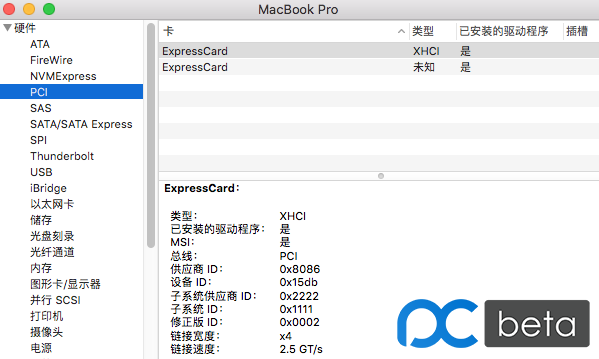 MacBook Pro
硬件
ATA
FireWire
NVMExpress
PCI
SAS
SATA/SATA Express
SPI
Thunderbolt
USB
iBridge
以太网卡
储存
光盘刻录
光纤通道
内存
图形卡/显示器
并行 SCSI
打印机
摄像头
电源
卡 类型 已安装的驱动程序 插槽
ExpressCard XHCI 是
ExpressCard 未知 是
ExpressCard：
类型： XHCI
已安装的驱动程序： 是
MSI： 是
总线： PCI
供应商 ID： 0x8086
设备 ID： 0x15db
子系统供应商 ID： 0x2222
子系统 ID： 0x1111
修正版 ID： 0x0002
链接宽度： x4
链接速度： 2.5 GT/s
pc beta